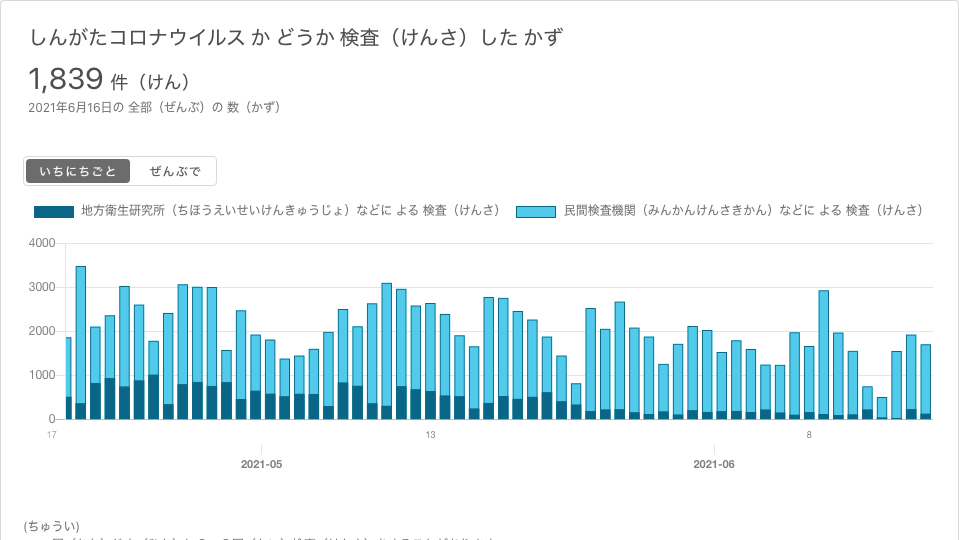 しんがたコロナウイルス か どうか 検査（けんさ）した かず
1,839 件（けん）
2021年6月16日の 全部（ぜんぶ）の 数（かず）
いちにちごと ぜんぶで
地方衛生研究所（ちほうえいせいけんきゅうじょ）などに よる 検査（けんさ） 民間検査機関（みんかんけんさきかん）などに よる 検査（けんさ）
4000
3000
2000
1000
0
17 13 8
2021-05 2021-06
(ちゅうい)